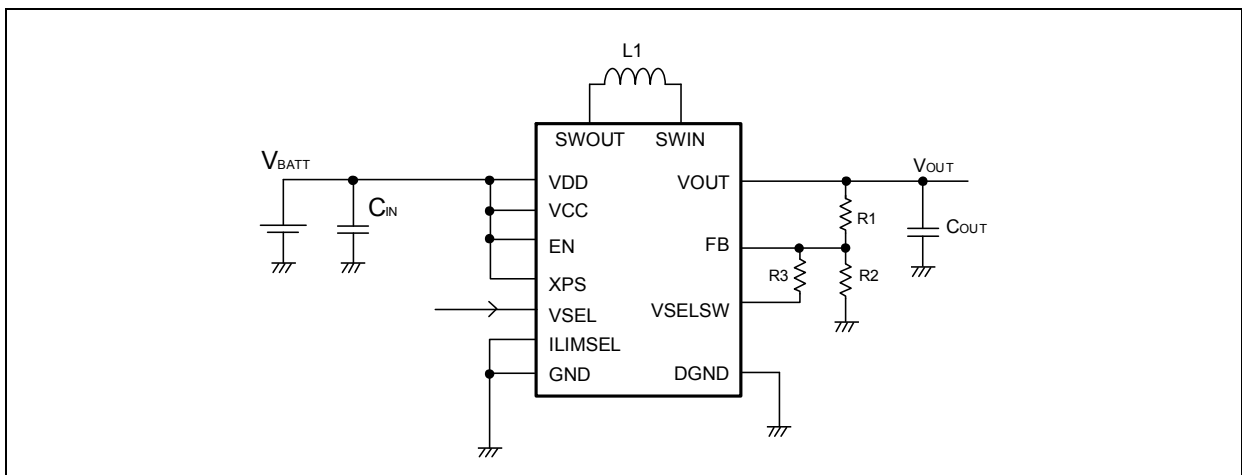 L1
SWOUT SWIN
VBATT
VDD
VOUT
VOUT
CIN
VCC
R1
COUT
EN
FB
XPS
R3
R2
VSEL
VSELSW
ILIMSEL
GND
DGND